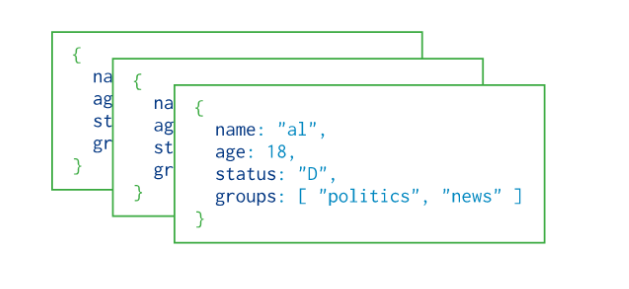 {
na
ag
st
gr
}
{
na
ag
st
gr
}
{
name: "al",
age: 18,
status: "D",
groups: [ "politics", "news" ]
}